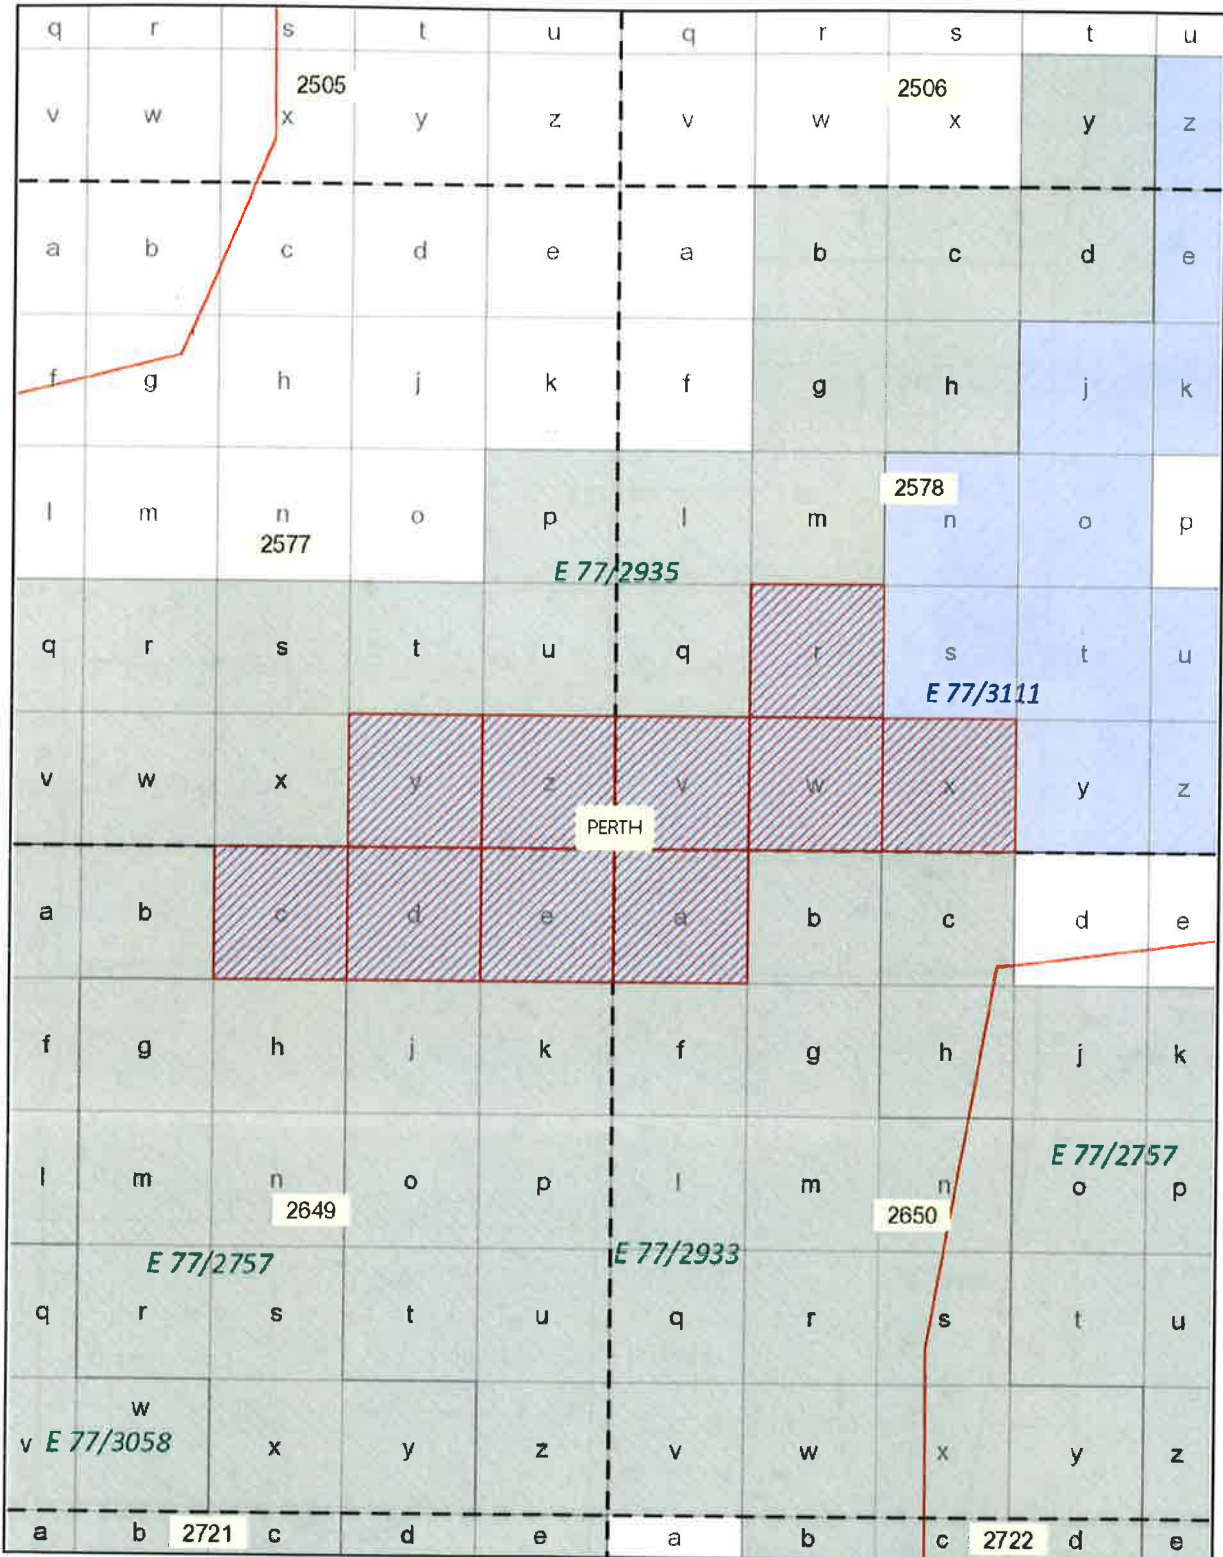 q r s t u q r s t u
2505 2506
v w x y z v w x y z
a b c d e a b c d e
f g h j k f g h j k
2578
l m n o p l m n o p
2577
E 77/2935
q r s t u q r s t u
E 77/3111
v w x y z v w x y z
PERTH
a b c d e a b c d e
f g h j k f g h j k
E 77/2757
l m n o p l m n o p
2649 2650
E 77/2757 E 77/2933
q r s t u q r s t u
w
v E 77/3058 x y z v w x y z
a b 2721 c d e a b c 2722 d e